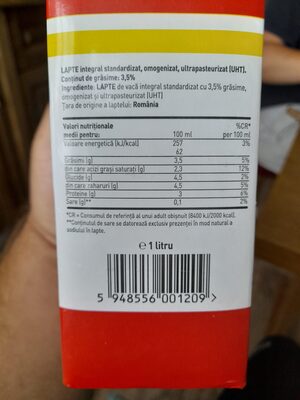 LAPTE integral standardizat, omogenizat, ultrapasteurizat (UHT).
Conținut de grăsime: 3,5%
Ingrediente: LAPTE de vacă integral standardizat cu 3,5% grăsime,
omogenizat și ultrapasteurizat (UHT)
Țara de origine a laptelui: România
Valori nutriționale %CR*
medii pentru: 100 ml per 100 ml
Valoare energetică (kJ/kcal) 257 3%
62
Grăsimi (g) 3,5 5%
din care acizi grași saturați (g) 2,3 12%
Glucide (g) 4,5 2%
din care zaharuri (g) 4,5 5%
Proteine (g) 3 6%
Sare (g)** 0,1 2%
*CR = Consumul de referință al unui adult obișnuit (8400 kJ/2000 kcal).
**Conținutul de sare se datorează exclusiv prezenței în mod natural a
sodiului în lapte.
℮ 1 litru
5 948556 001209 >